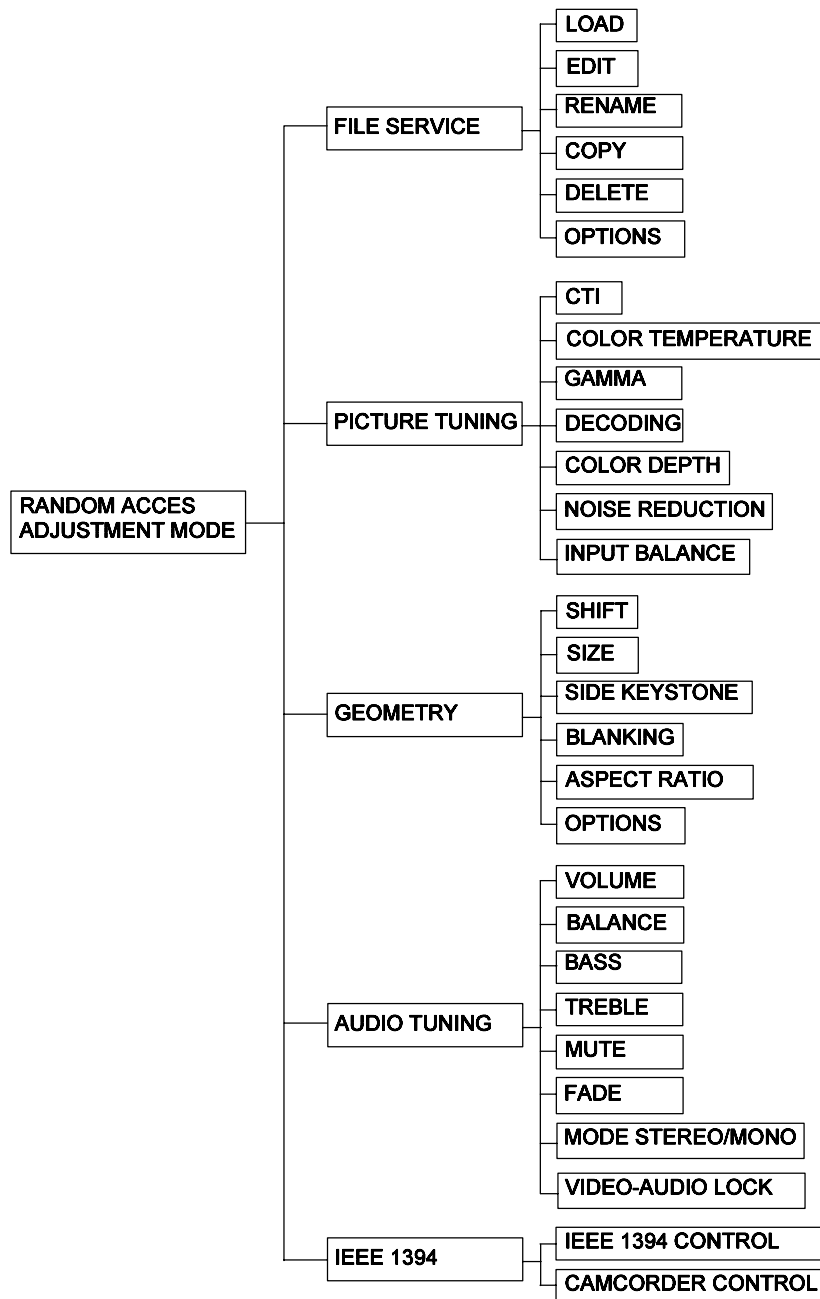 RANDOM ACCES
ADJUSTMENT MODE
FILE SERVICE
LOAD
EDIT
RENAME
COPY
DELETE
OPTIONS
PICTURE TUNING
CTI
COLOR TEMPERATURE
GAMMA
DECODING
COLOR DEPTH
NOISE REDUCTION
INPUT BALANCE
GEOMETRY
SHIFT
SIZE
SIDE KEYSTONE
BLANKING
ASPECT RATIO
OPTIONS
AUDIO TUNING
VOLUME
BALANCE
BASS
TREBLE
MUTE
FADE
MODE STEREO/MONO
VIDEO-AUDIO LOCK
IEEE 1394
IEEE 1394 CONTROL
CAMCORDER CONTROL